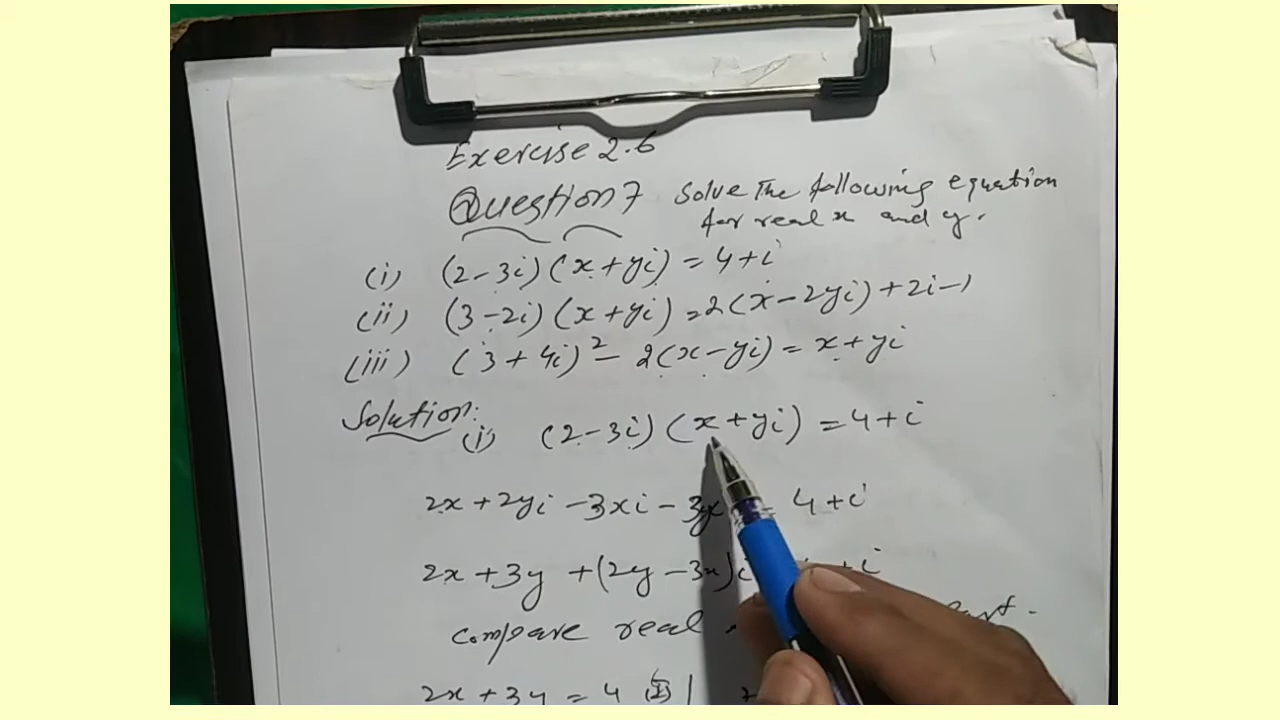 Exercise 2.6
Question 7 Solve the following equation
for real x and y.
(i) (2-3i)(x+yi) = 4+i
(ii) (3-2i)(x+yi) = 2(x-2yi)+2i-1
(iii) (3+4i)² - 2(x-yi) = x+yi
Solution:
(i) (2-3i)(x+yi) = 4+i
2x+2yi-3xi-3y = 4+i
2x+3y+(2y-3x)i +i
compare real part.
2x+3y = 4 (I) |